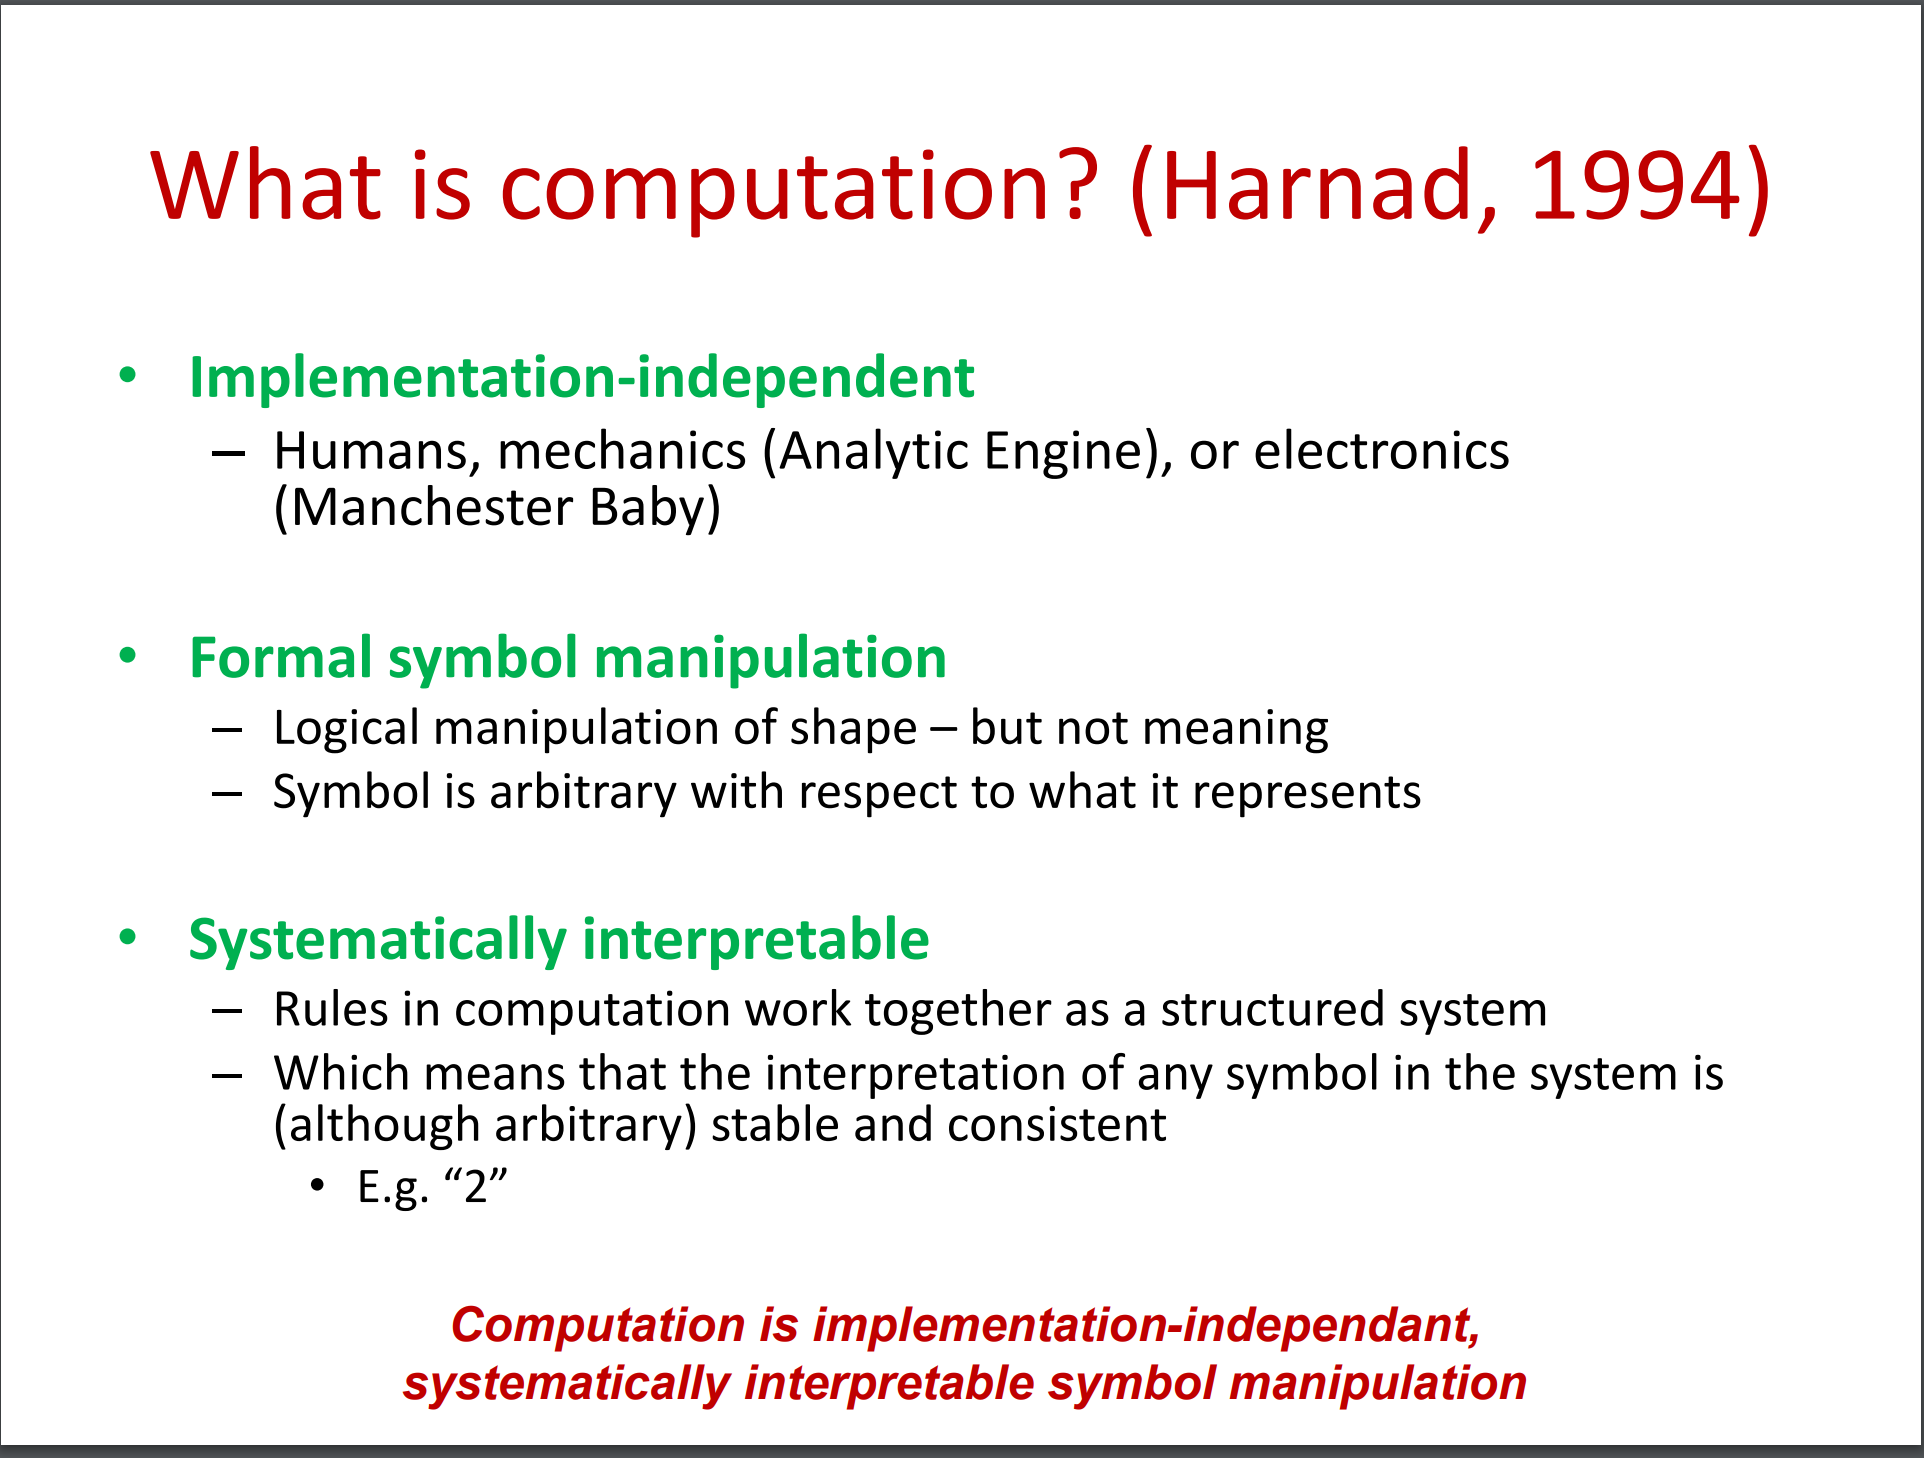 What is computation? (Harnad, 1994)
• Implementation-independent
– Humans, mechanics (Analytic Engine), or electronics
(Manchester Baby)
• Formal symbol manipulation
– Logical manipulation of shape – but not meaning
– Symbol is arbitrary with respect to what it represents
• Systematically interpretable
– Rules in computation work together as a structured system
– Which means that the interpretation of any symbol in the system is
(although arbitrary) stable and consistent
• E.g. “2”
Computation is implementation-independant,
systematically interpretable symbol manipulation